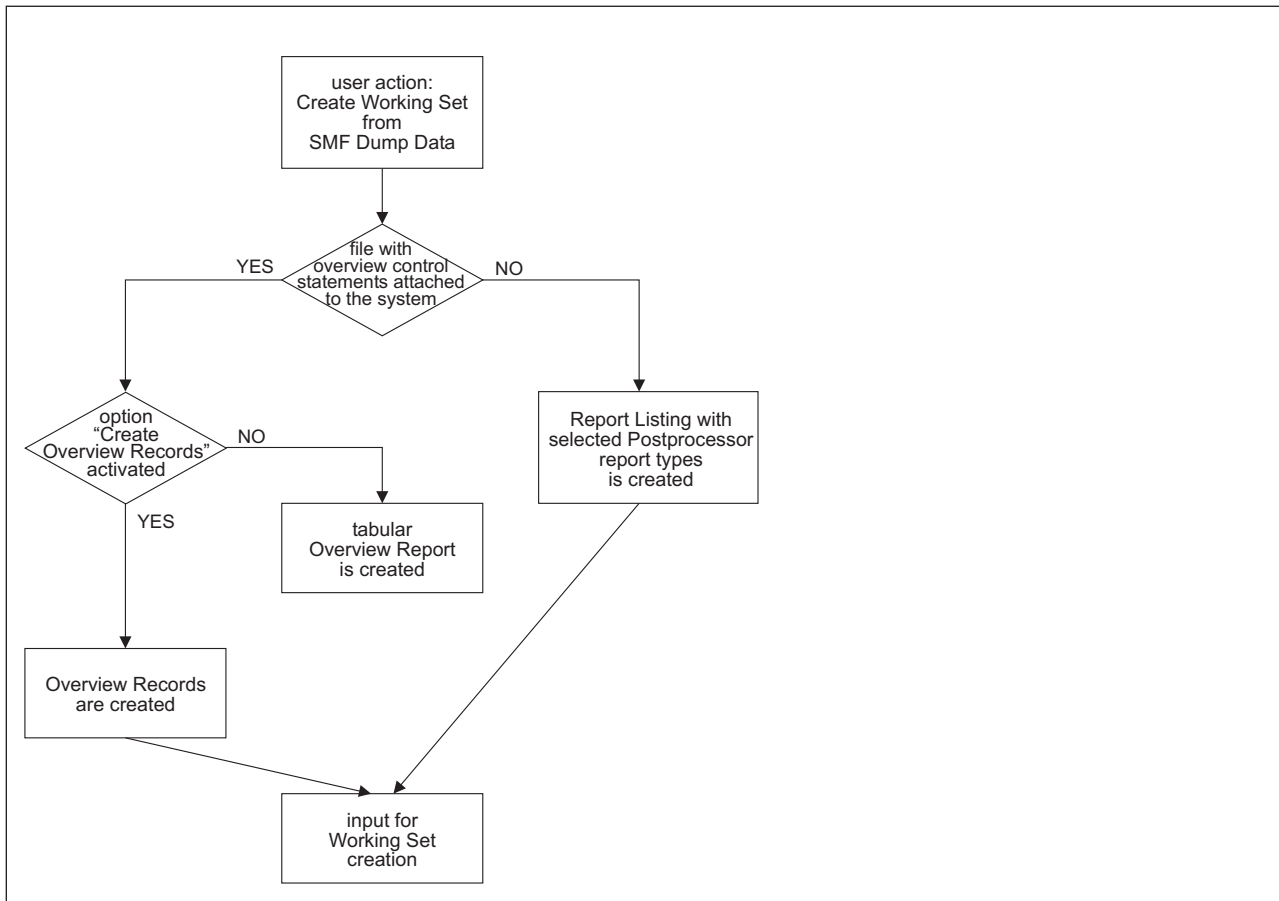 user action:
Create Working Set
from
SMF Dump Data
file with
overview control
statements attached
to the system
YES
NO
option
“Create
Overview Records”
activated
NO
YES
Report Listing with
selected Postprocessor
report types
is created
tabular
Overview Report
is created
Overview Records
are created
input for
Working Set
creation